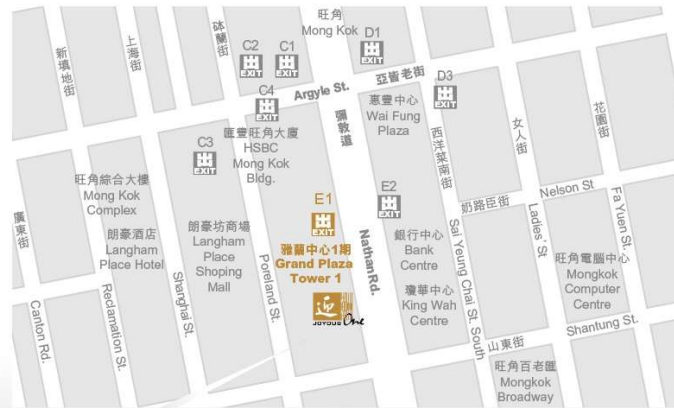 旺角
Mong Kok
D1
EXIT
C2
EXIT
C1
EXIT
砵蘭街
上海街
新填地街
亞皆老街
Argyle St.
C4
EXIT
D3
EXIT
彌敦道
惠豐中心
Wai Fung
Plaza
西洋菜南街
女人街
花園街
匯豐旺角大廈
HSBC
Mong Kok
Bldg.
C3
EXIT
旺角綜合大樓
Mong Kok
Complex
E1
EXIT
E2
EXIT
Nelson St
奶路臣街
廣東街
朗豪酒店
Langham
Place Hotel
朗豪坊商場
Langham
Place
Shoping
Mall
雅蘭中心1期
Grand Plaza
Tower 1
Nathan Rd.
銀行中心
Bank
Centre
瓊華中心
King Wah
Centre
Sai Yeung Chai St. South
Ladies' St
Fa Yuen St.
旺角電腦中心
Mongkok
Computer
Centre
Canton Rd.
Reclamation St.
Shanghai St.
Poreland St.
迎
JOYOUS One
Shantung St.
山東街
旺角百老匯
Mongkok
Broadway